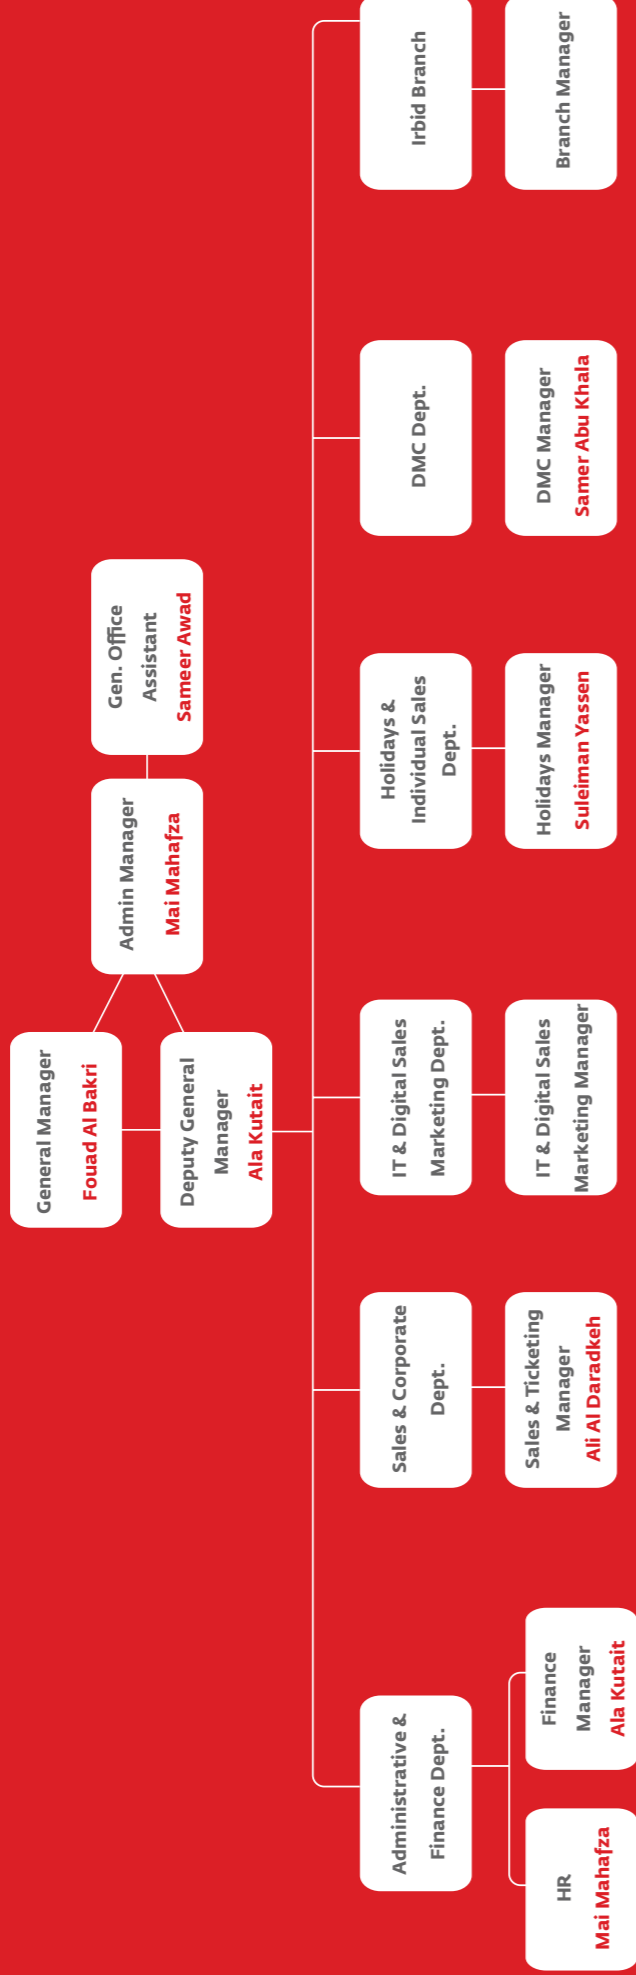 General Manager
Fouad Al Bakri
Deputy General
Manager
Ala Kutait
Admin Manager
Mai Mahafza
Gen. Office
Assistant
Sameer Awad
Administrative &
Finance Dept.
HR
Mai Mahafza
Finance
Manager
Ala Kutait
Sales & Corporate
Dept.
Sales & Ticketing
Manager
Ali Al Daradkeh
IT & Digital Sales
Marketing Dept.
IT & Digital Sales
Marketing Manager
Holidays &
Individual Sales
Dept.
Holidays Manager
Suleiman Yassen
DMC Dept.
DMC Manager
Samer Abu Khala
Irbid Branch
Branch Manager